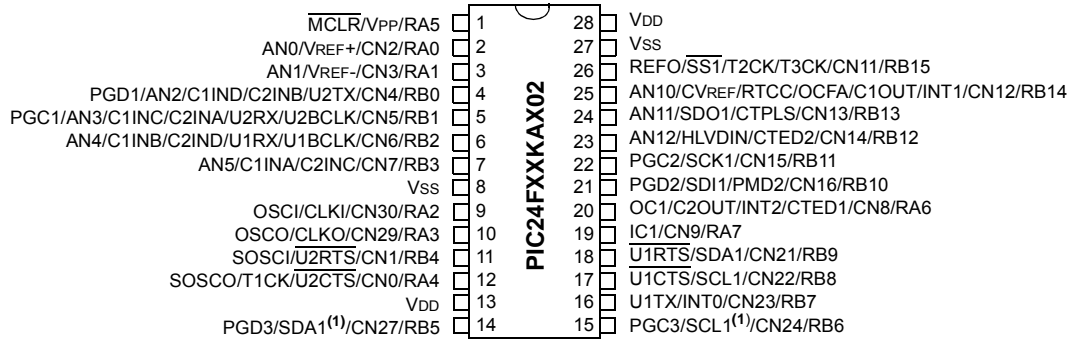 MCLR/VPP/RA5 1 28 VDD
AN0/VREF+/CN2/RA0 2 27 VSS
AN1/VREF-/CN3/RA1 3 26 REFO/SS1/T2CK/T3CK/CN11/RB15
PGD1/AN2/C1IND/C2INB/U2TX/CN4/RB0 4 25 AN10/CVREF/RTCC/OCFA/C1OUT/INT1/CN12/RB14
PGC1/AN3/C1INC/C2INA/U2RX/U2BCLK/CN5/RB1 5 24 AN11/SDO1/CTPLS/CN13/RB13
AN4/C1INB/C2IND/U1RX/U1BCLK/CN6/RB2 6 23 AN12/HLVDIN/CTED2/CN14/RB12
AN5/C1INA/C2INC/CN7/RB3 7 22 PGC2/SCK1/CN15/RB11
VSS 8 21 PGD2/SDI1/PMD2/CN16/RB10
OSCI/CLKI/CN30/RA2 9 20 OC1/C2OUT/INT2/CTED1/CN8/RA6
OSCO/CLKO/CN29/RA3 10 19 IC1/CN9/RA7
SOSCI/U2RTS/CN1/RB4 11 18 U1RTS/SDA1/CN21/RB9
SOSCO/T1CK/U2CTS/CN0/RA4 12 17 U1CTS/SCL1/CN22/RB8
VDD 13 16 U1TX/INT0/CN23/RB7
PGD3/SDA1(1)/CN27/RB5 14 15 PGC3/SCL1(1)/CN24/RB6
PIC24FXXKAX02